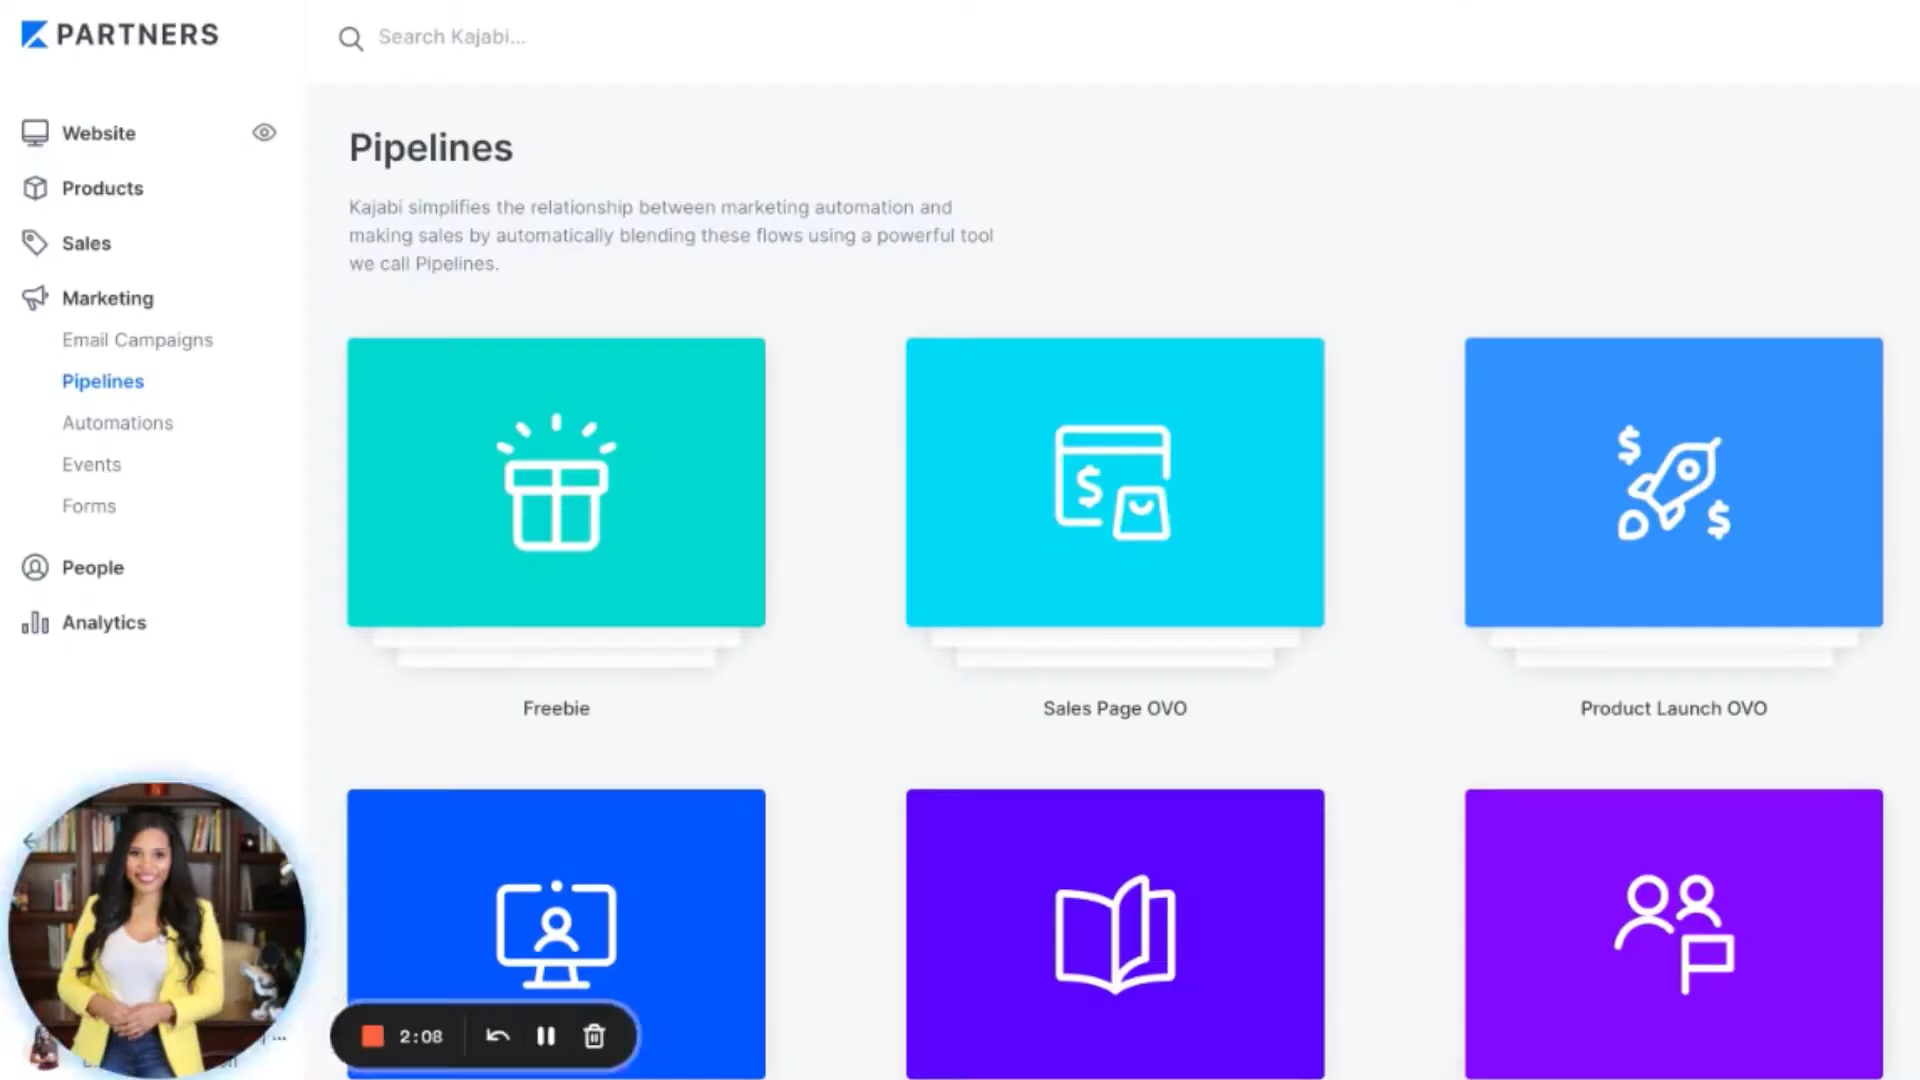 PARTNERS
Search Kajabi...
Website
Products
Sales
Marketing
Email Campaigns
Pipelines
Automations
Events
Forms
People
Analytics
Pipelines
Kajabi simplifies the relationship between marketing automation and
making sales by automatically blending these flows using a powerful tool
we call Pipelines.
Freebie
Sales Page OVO
Product Launch OVO
2:08